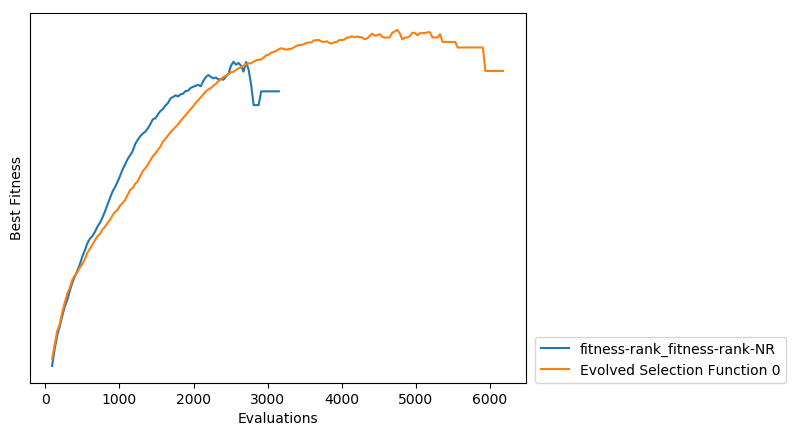 Best Fitness
0
1000
2000
3000
4000
5000
6000
Evaluations
fitness-rank_fitness-rank-NR
Evolved Selection Function 0